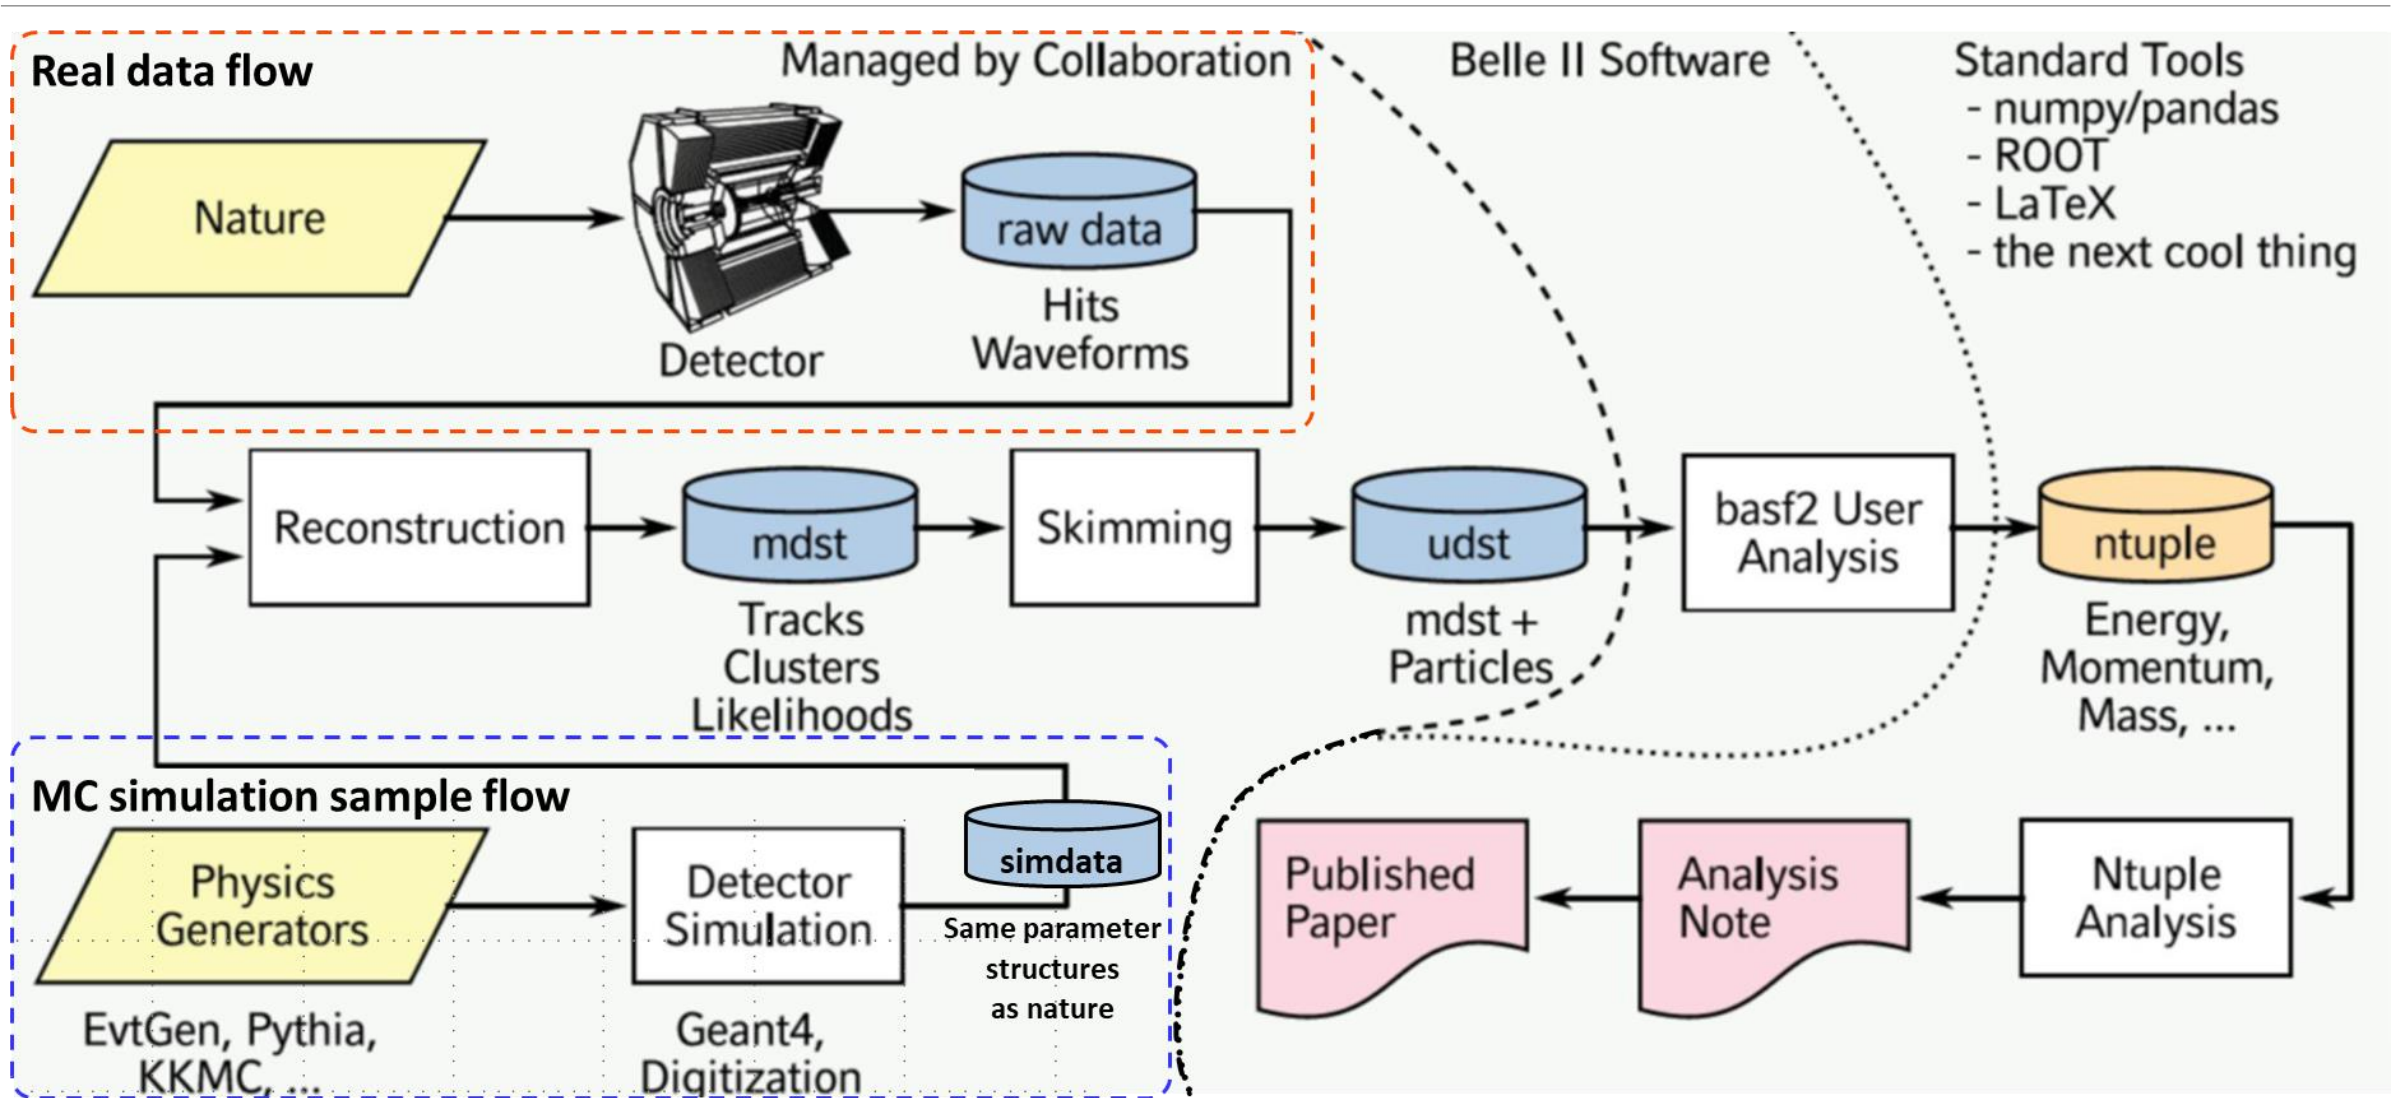 Real data flow
Managed by Collaboration
Belle II Software
Standard Tools
- numpy/pandas
- ROOT
- LaTeX
- the next cool thing
Nature
Detector
raw data
Hits
Waveforms
Reconstruction
mdst
Tracks
Clusters
Likelihoods
Skimming
udst
mdst +
Particles
basf2 User
Analysis
ntuple
Energy,
Momentum,
Mass, ...
MC simulation sample flow
Physics
Generators
EvtGen, Pythia,
KKMC, ...
Detector
Simulation
Geant4,
Digitization
simdata
Same parameter
structures
as nature
Published
Paper
Analysis
Note
Ntuple
Analysis